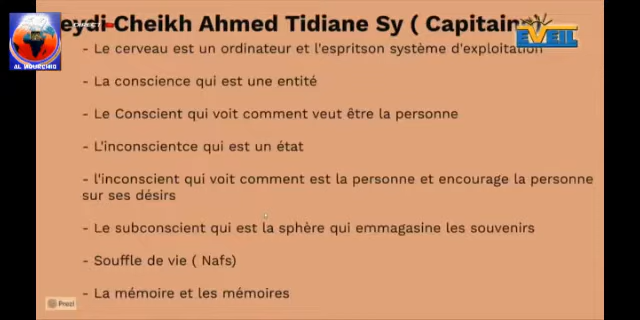 eydi-Cheikh Ahmed Tidiane Sy ( Capitain
EVEIL
AL MOURCHID
- Le cerveau est un ordinateur et l'espritson système d'exploitation
- La conscience qui est une entité
- Le Conscient qui voit comment veut être la personne
- L'inconscientce qui est un état
- l'inconscient qui voit comment est la personne et encourage la personne
sur ses désirs
- Le subconscient qui est la sphère qui emmagasine les souvenirs
- Souffle de vie ( Nafs)
- La mémoire et les mémoires
Prezi